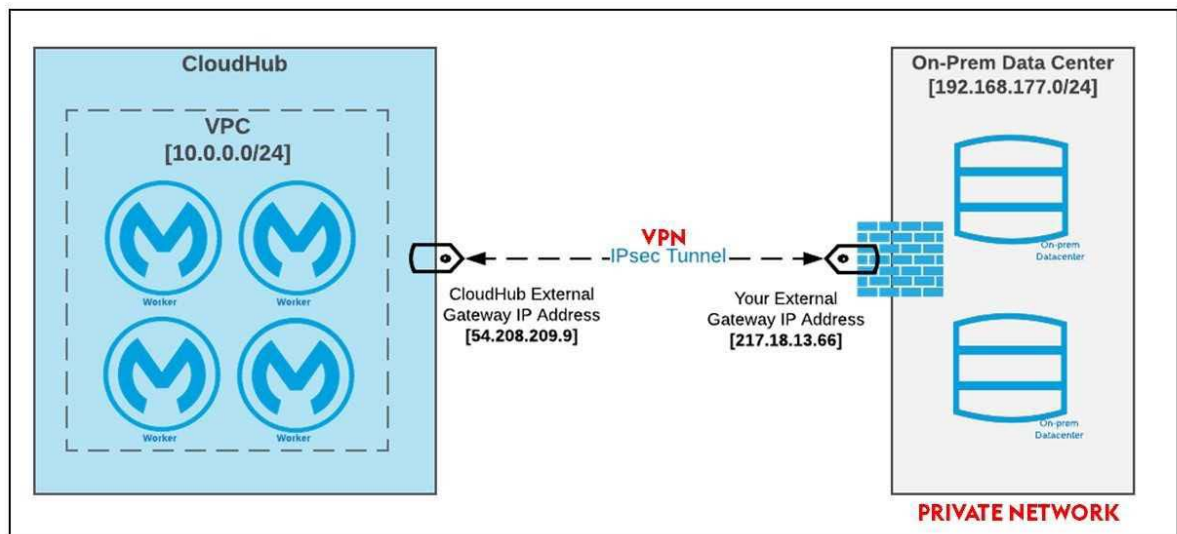 CloudHub
VPC
[10.0.0.0/24]
Worker
Worker
Worker
Worker
VPN
IPsec Tunnel
CloudHub External
Gateway IP Address
[54.208.209.9]
Your External
Gateway IP Address
[217.18.13.66]
On-Prem Data Center
[192.168.177.0/24]
On-prem
Datacenter
On-prem
Datacenter
PRIVATE NETWORK